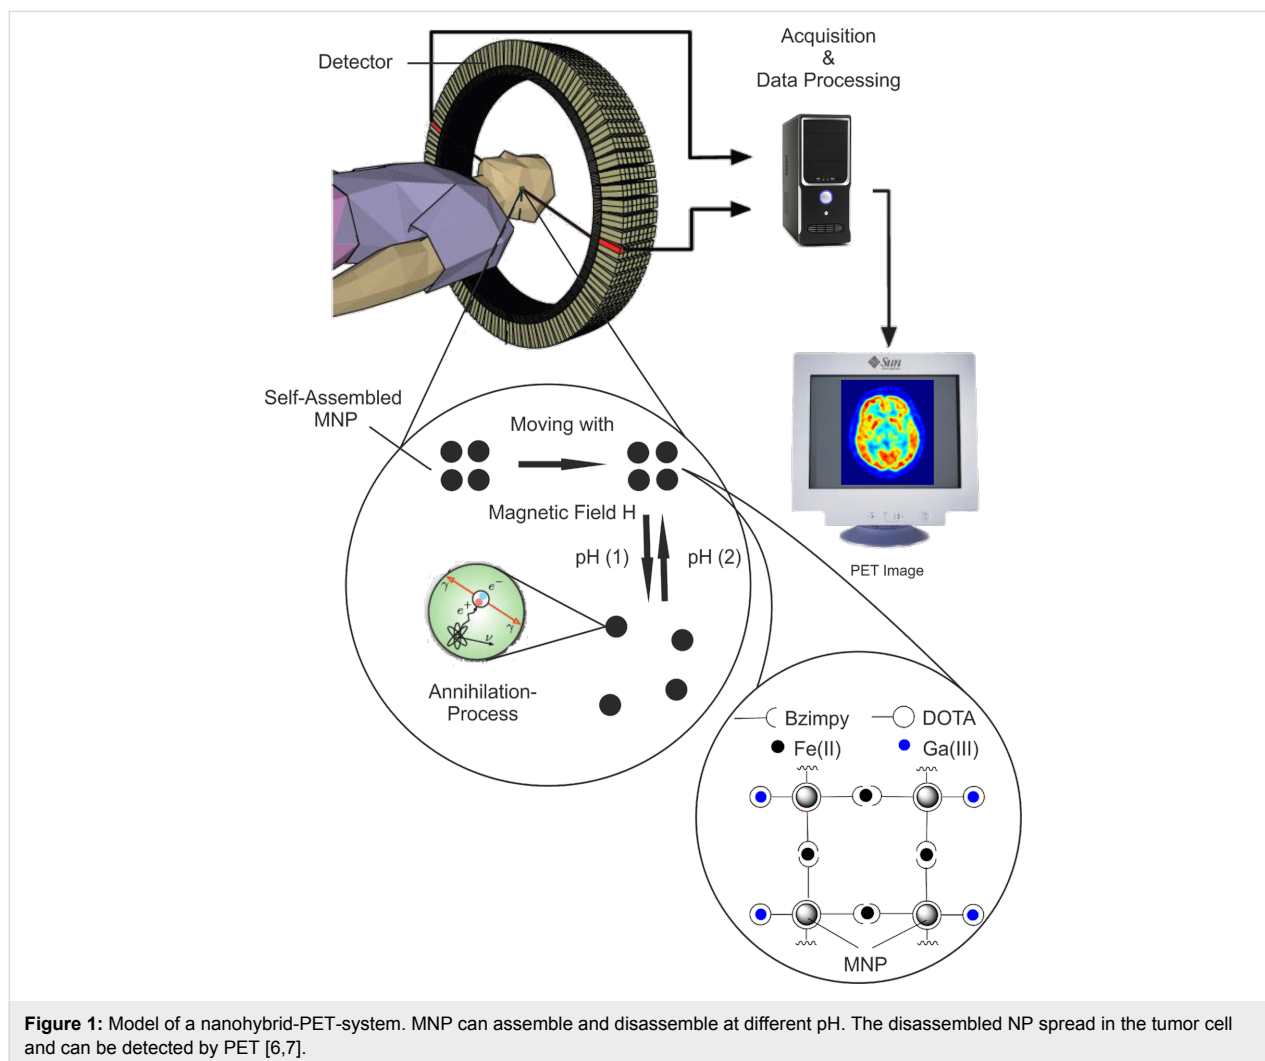 Detector
Acquisition
&
Data Processing
Sun
Self-Assembled
MNP
Moving with
Magnetic Field H
pH (1)
pH (2)
γ
e⁻
e⁺
ν
γ
Annihilation-
Process
PET Image
Bzimpy
DOTA
Fe(II)
Ga(III)
MNP
Figure 1: Model of a nanohybrid-PET-system. MNP can assemble and disassemble at different pH. The disassembled NP spread in the tumor cell
and can be detected by PET [6,7].